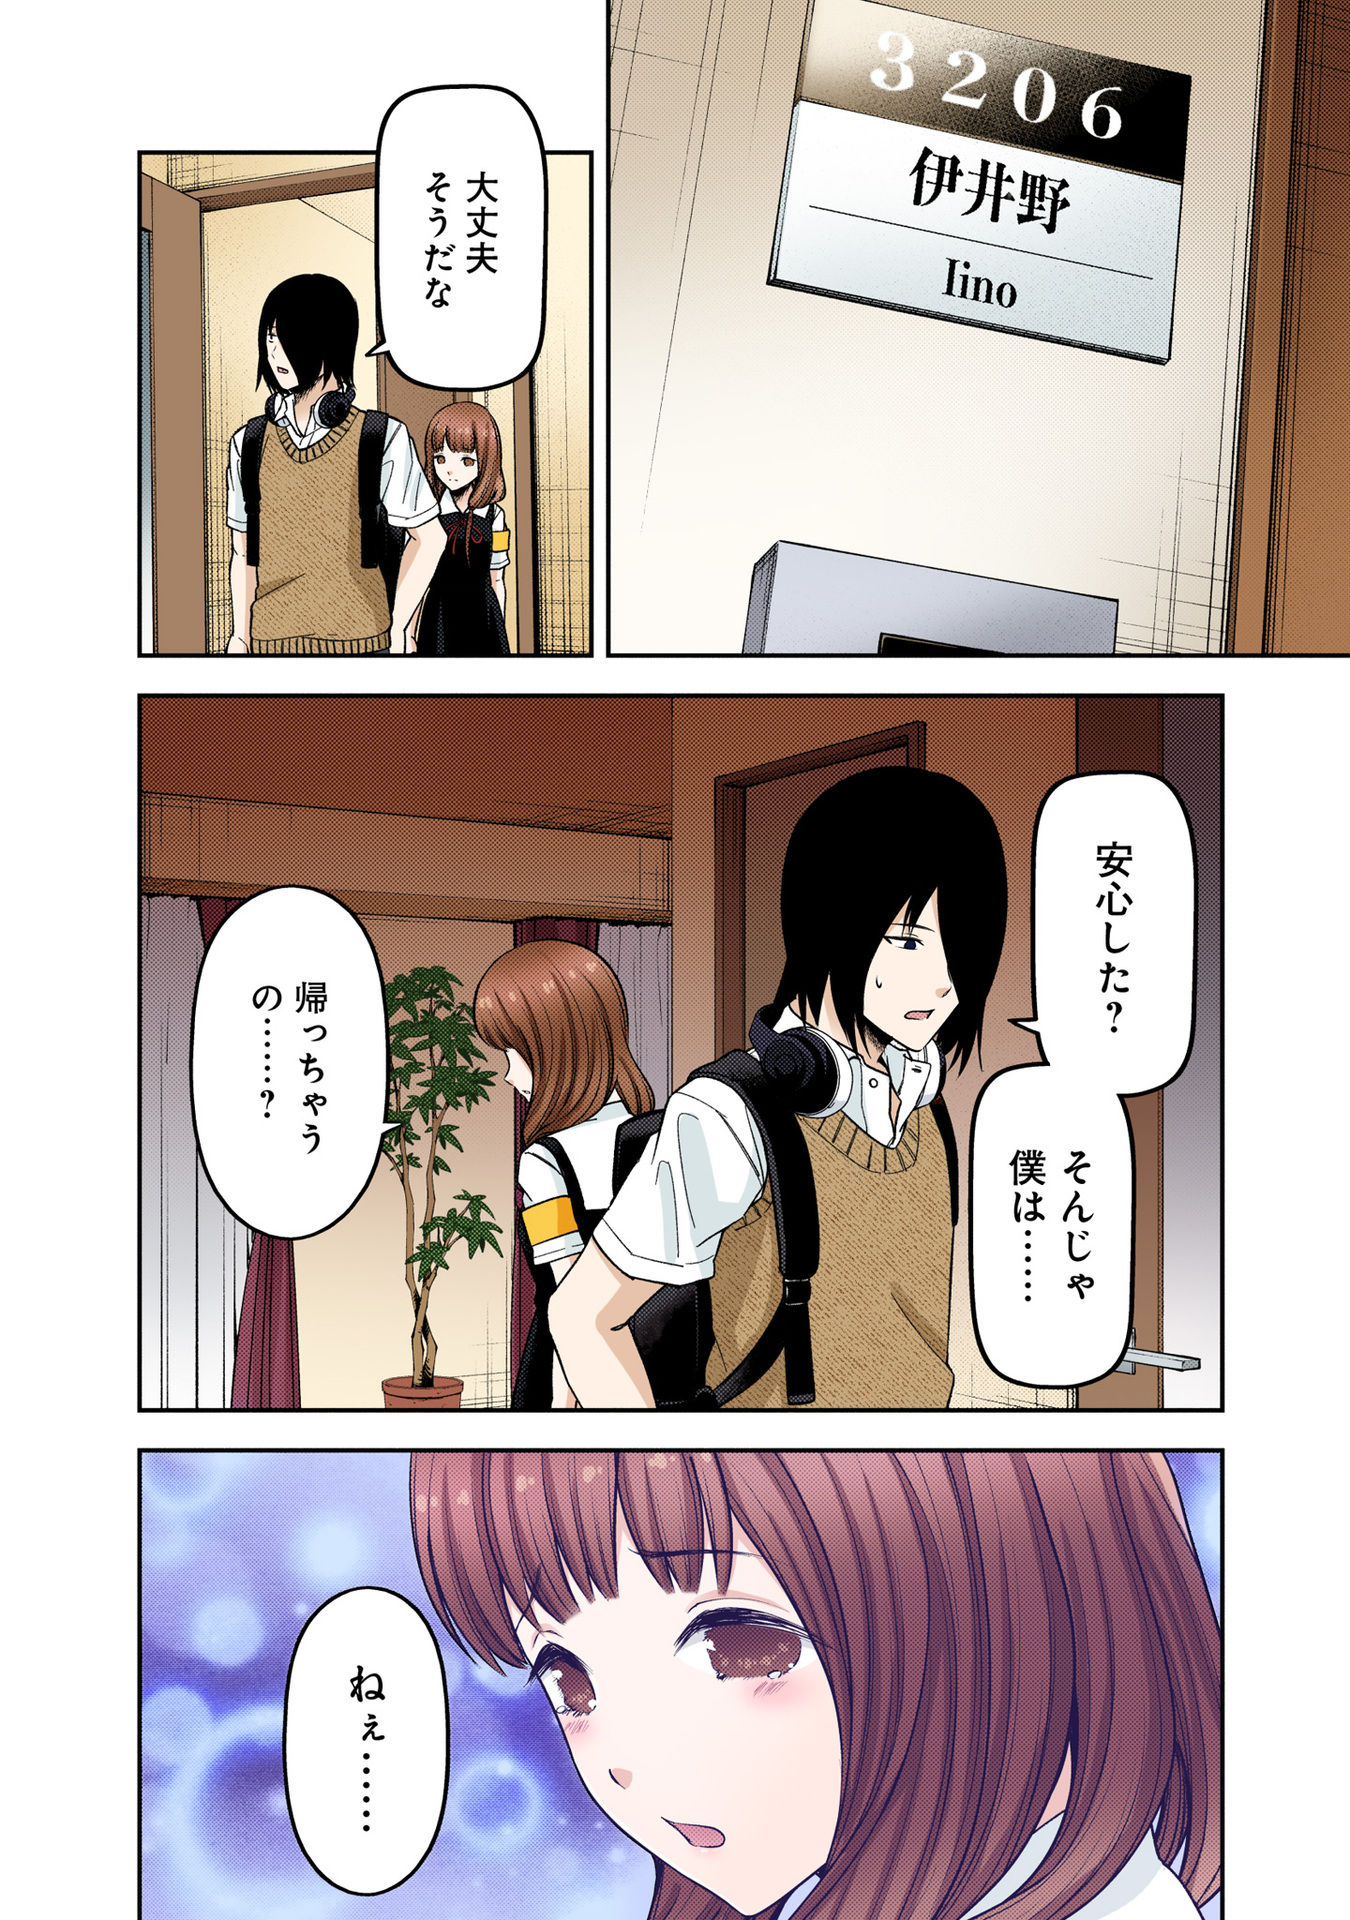 3206
伊井野
Iino
大丈夫
そうだな
安心した?
そんじゃ
僕は……
帰っちゃう
の……?
ねぇ……